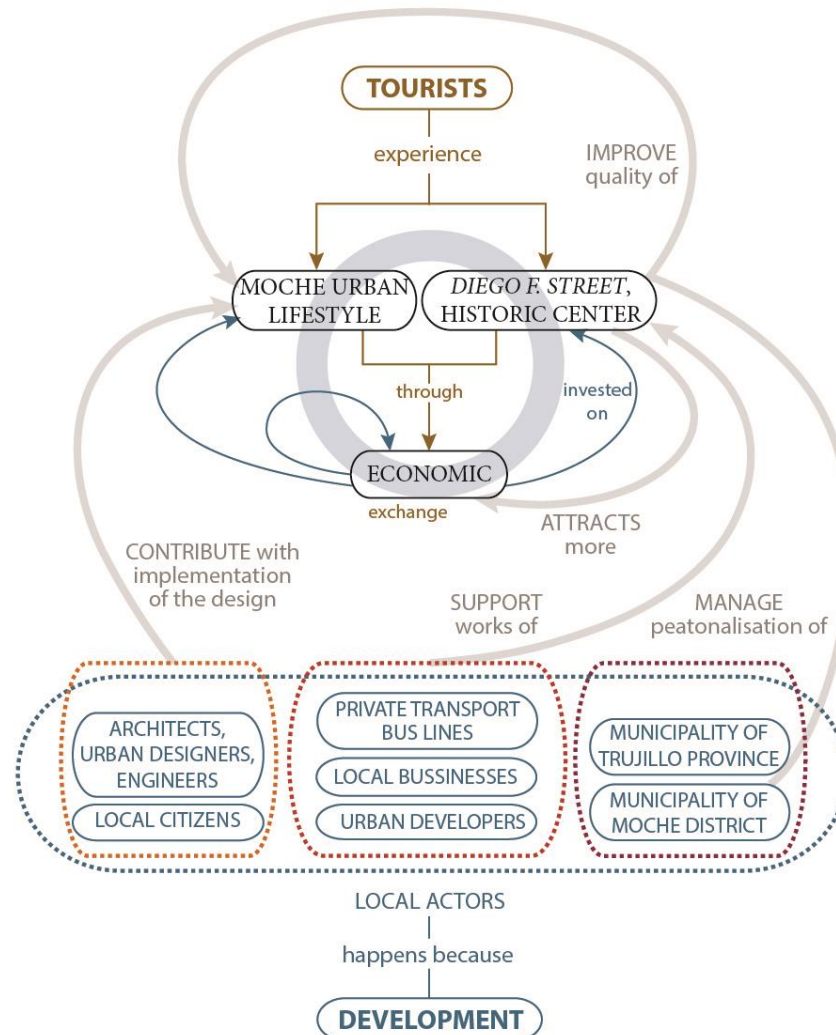 TOURISTS
experience
IMPROVE
quality of
MOCHE URBAN
LIFESTYLE
DIEGO F. STREET,
HISTORIC CENTER
through
invested
on
ECONOMIC
exchange
ATTRACTS
more
CONTRIBUTE with
implementation
of the design
SUPPORT
works of
MANAGE
peatonalisation of
ARCHITECTS,
URBAN DESIGNERS,
ENGINEERS
LOCAL CITIZENS
PRIVATE TRANSPORT
BUS LINES
LOCAL BUSSINESSES
URBAN DEVELOPERS
MUNICIPALITY OF
TRUJILLO PROVINCE
MUNICIPALITY OF
MOCHE DISTRICT
LOCAL ACTORS
happens because
DEVELOPMENT